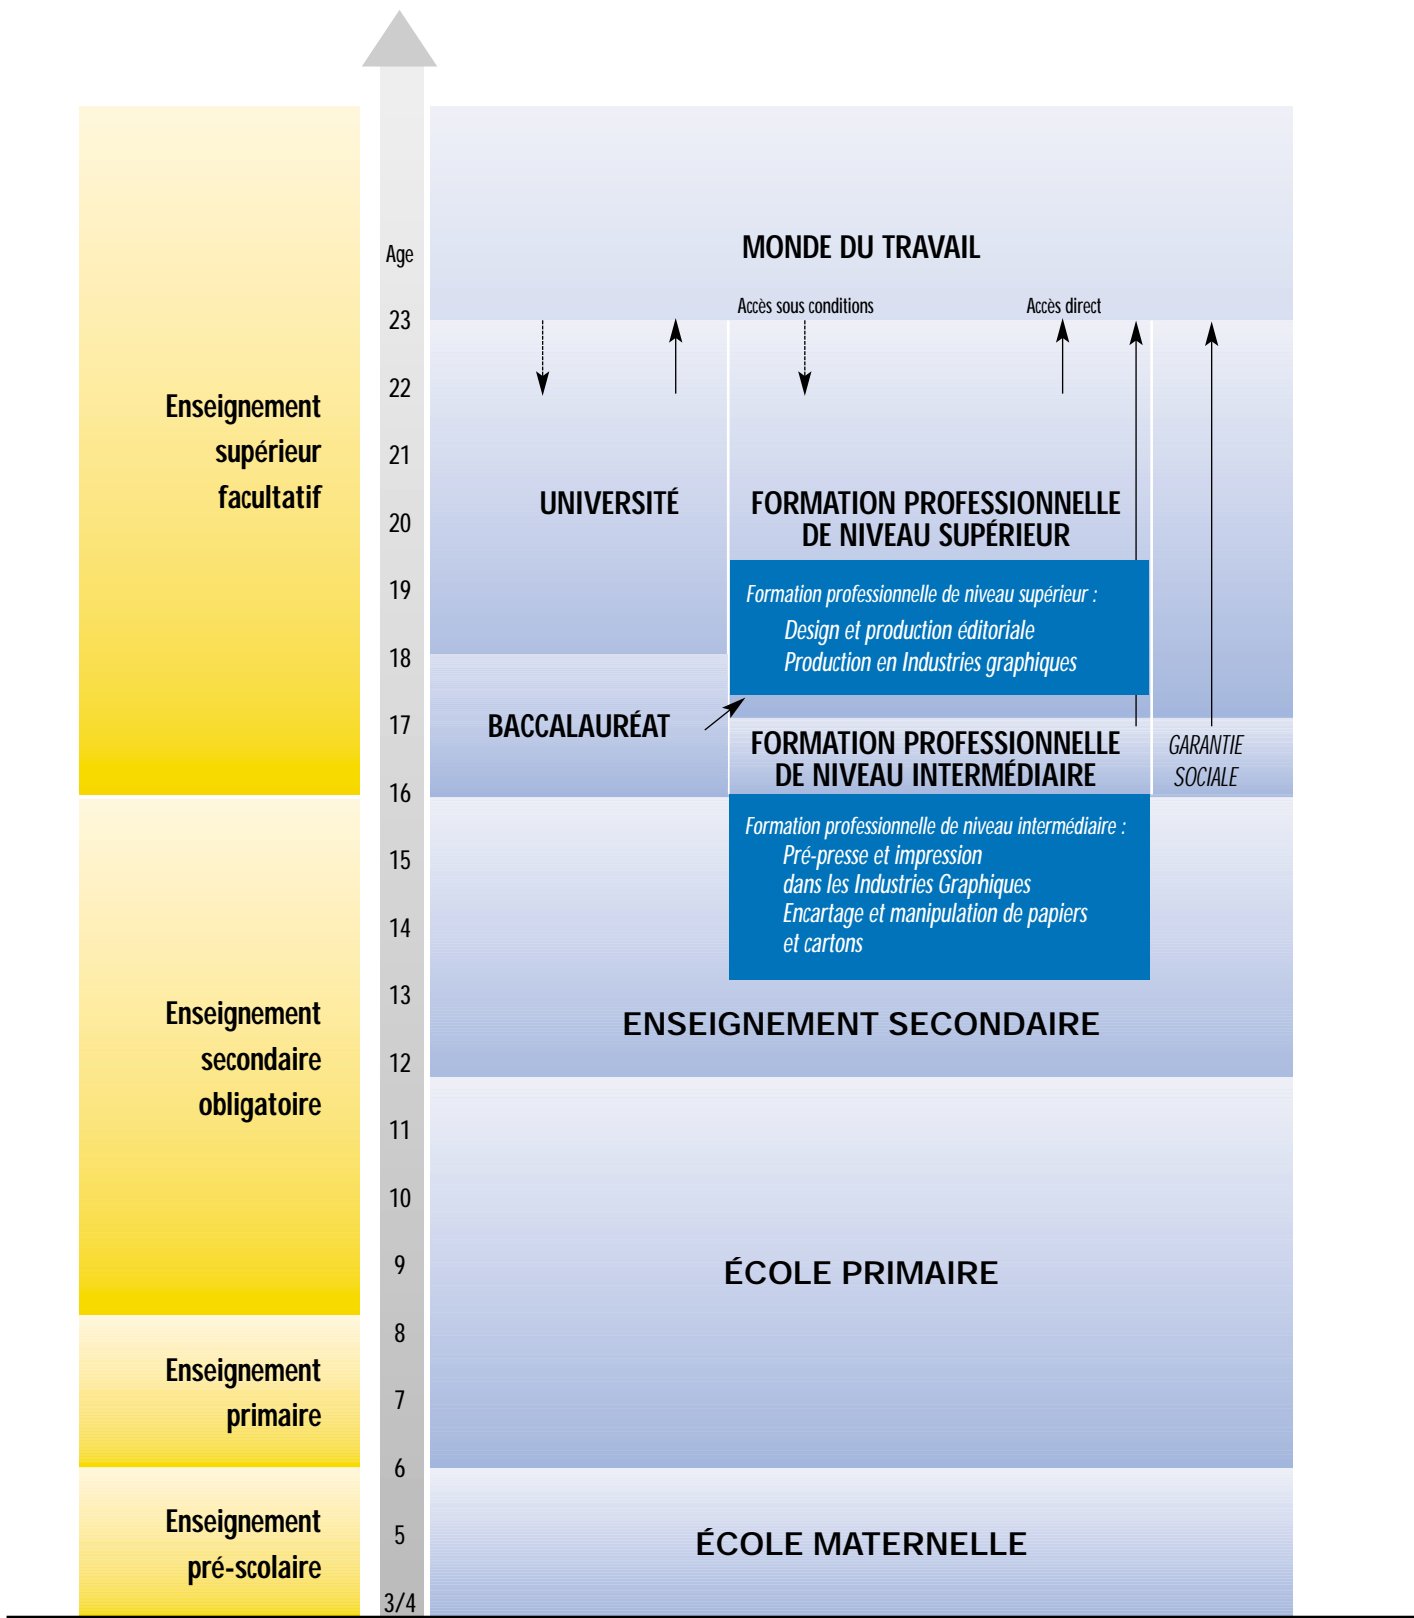 Age
MONDE DU TRAVAIL
Accès sous conditions
Accès direct
23
22
21
20
19
18
17
16
15
14
13
12
11
10
9
8
7
6
5
3/4
Enseignement
supérieur
facultatif
UNIVERSITÉ
FORMATION PROFESSIONNELLE
DE NIVEAU SUPÉRIEUR
Formation professionnelle de niveau supérieur :
Design et production éditoriale
Production en Industries graphiques
BACCALAURÉAT
FORMATION PROFESSIONNELLE
DE NIVEAU INTERMÉDIAIRE
GARANTIE
SOCIALE
Formation professionnelle de niveau intermédiaire :
Pré-presse et impression
dans les Industries Graphiques
Encartage et manipulation de papiers
et cartons
Enseignement
secondaire
obligatoire
ENSEIGNEMENT SECONDAIRE
ÉCOLE PRIMAIRE
Enseignement
primaire
Enseignement
pré-scolaire
ÉCOLE MATERNELLE